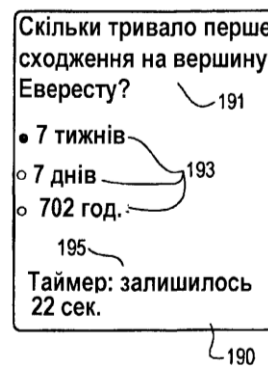 Скільки тривало перше
сходження на вершину
Евересту?
191
7 тижнів
7 днів
193
702 год.
195
Таймер: залишилось
22 сек.
190